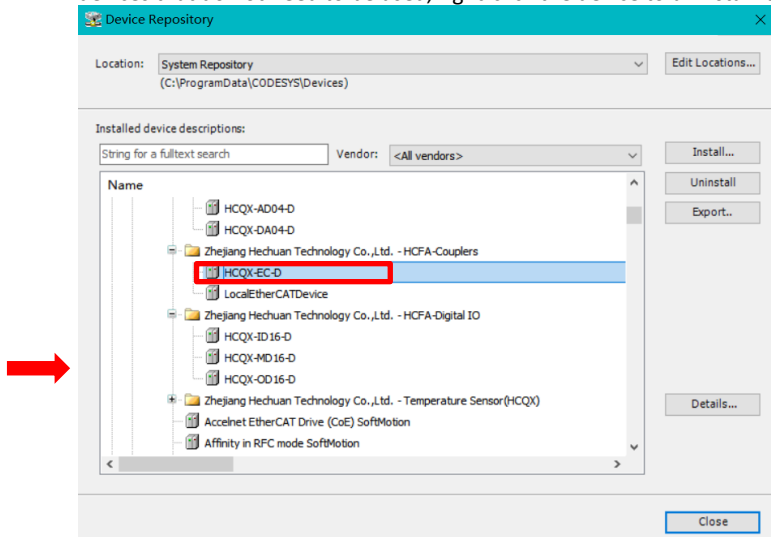 Device Repository
Location: System Repository Edit Locations...
(C:\ProgramData\CODESYS\Devices)
Installed device descriptions:
String for a fulltext search Vendor: <All vendors> Install...
Name Uninstall
HCQX-AD04-D Export..
HCQX-DA04-D
Zhejiang Hechuan Technology Co.,Ltd. - HCFA-Couplers
HCQX-EC-D
LocalEtherCATDevice
Zhejiang Hechuan Technology Co.,Ltd. - HCFA-Digital IO
HCQX-ID16-D
HCQX-MD16-D
HCQX-OD16-D
Zhejiang Hechuan Technology Co.,Ltd. - Temperature Sensor(HCQX) Details...
Accelnet EtherCAT Drive (CoE) SoftMotion
Affinity in RFC mode SoftMotion
Close